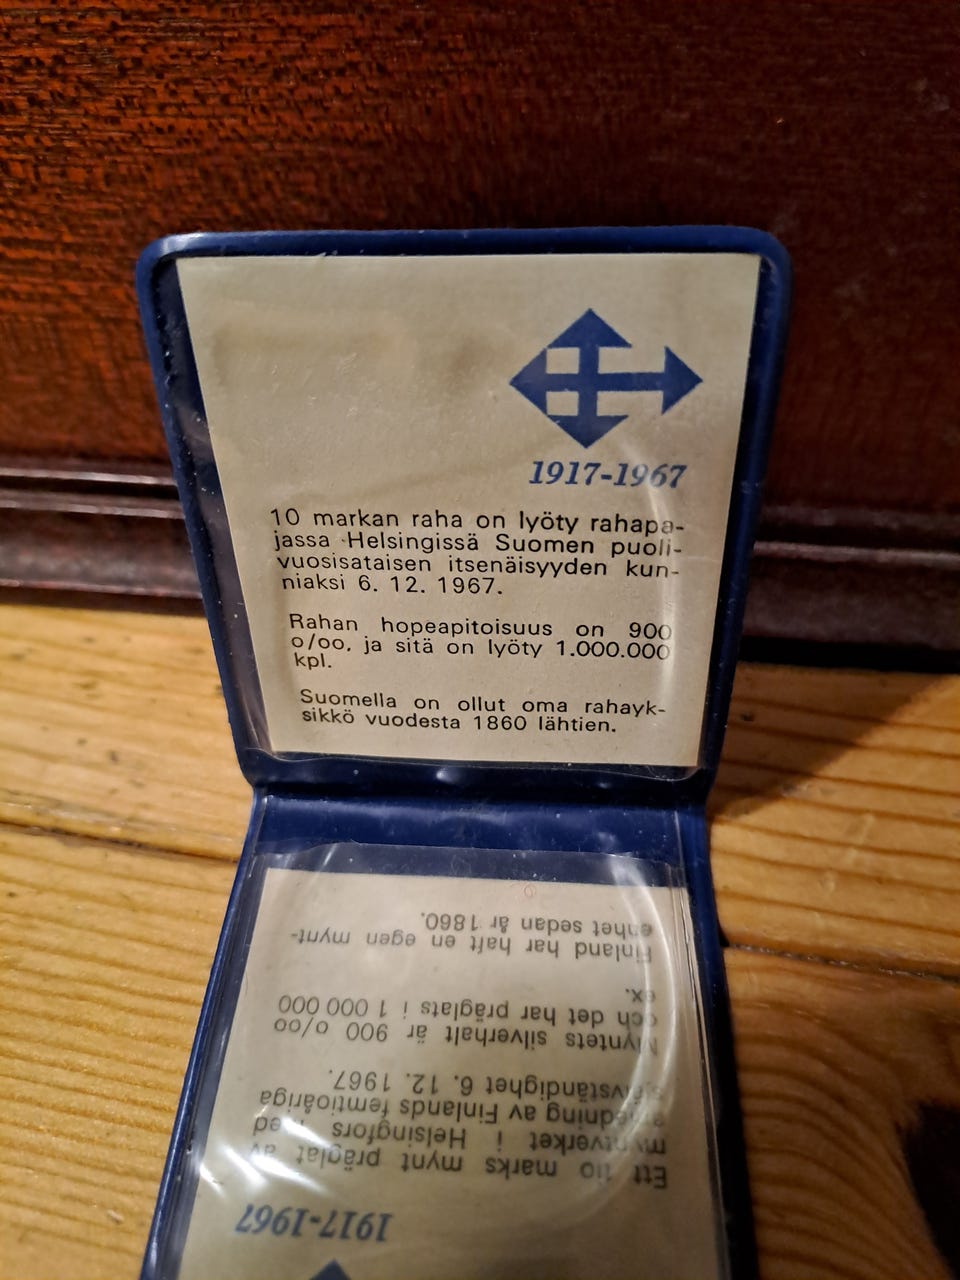 1917-1967
10 markan raha on lyöty rahapa-
jassa Helsingissä Suomen puoli-
vuosisataisen itsenäisyyden kun-
niaksi 6. 12. 1967.
Rahan hopeapitoisuus on 900
o/oo, ja sitä on lyöty 1.000.000
kpl.
Suomella on ollut oma rahayk-
sikkö vuodesta 1860 lähtien.
1917-1967
Ett tio marks mynt präglat av
myntverket i Helsingfors med
anledning av Finlands femtioåriga
självständighet 6. 12. 1967.
Myntets silverhalt är 900 o/oo
och det har präglats i 1 000 000
ex.
Finland har haft en egen mynt-
enhet sedan år 1860.